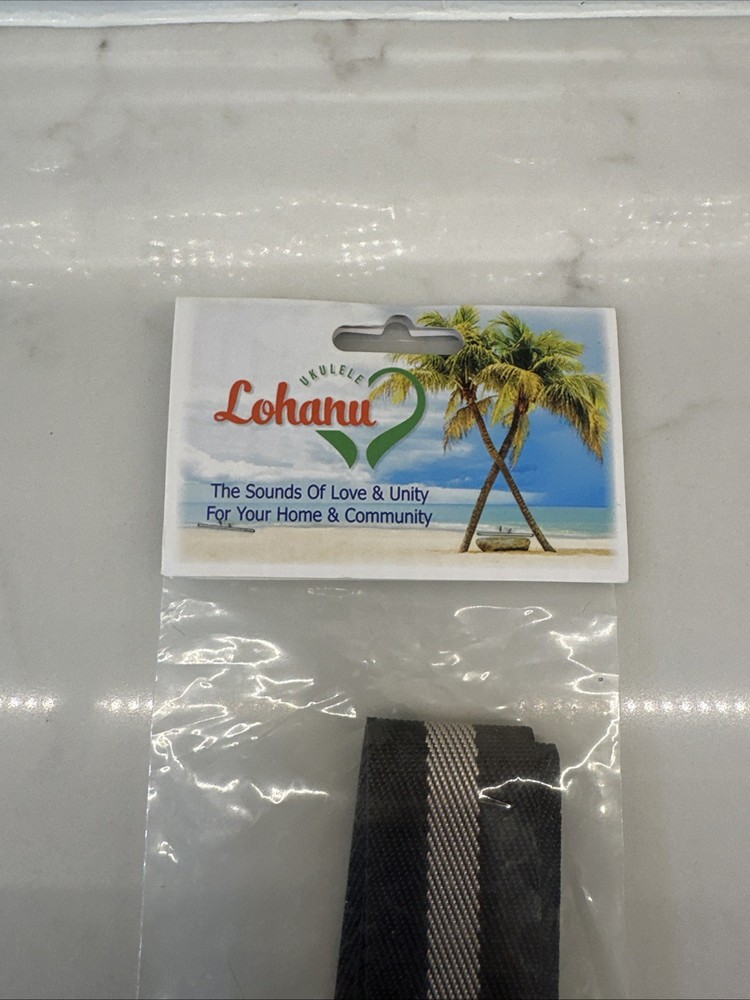 UKULELE
Lohanu
The Sounds Of Love & Unity
For Your Home & Community